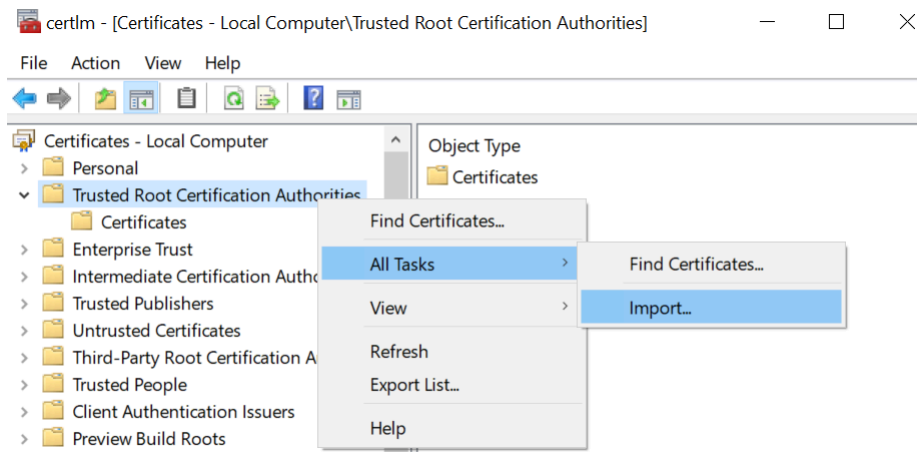 certlm - [Certificates - Local Computer\Trusted Root Certification Authorities]
File Action View Help
Certificates - Local Computer
Personal
Trusted Root Certification Authorities
Certificates
Enterprise Trust
Intermediate Certification Autho
Trusted Publishers
Untrusted Certificates
Third-Party Root Certification A
Trusted People
Client Authentication Issuers
Preview Build Roots
Object Type
Certificates
Find Certificates...
All Tasks
View
Refresh
Export List...
Help
Find Certificates...
Import...